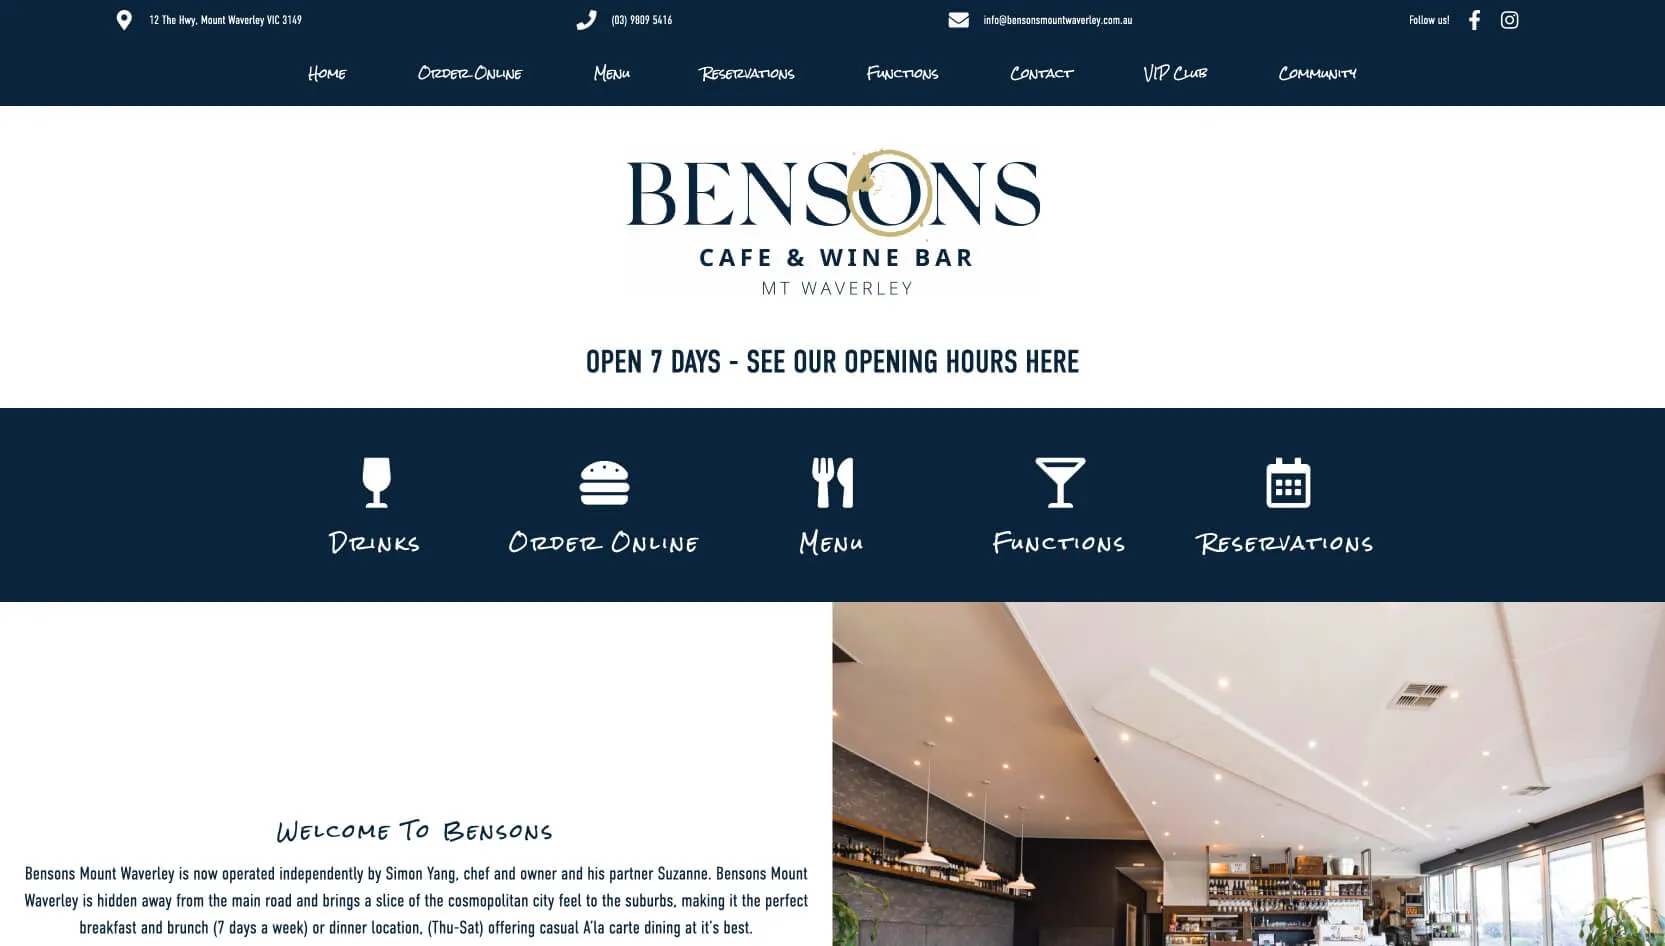 12 The Hwy, Mount Waverley VIC 3149
(03) 9809 5416
info@bensonsmountwaverley.com.au
Follow us!
Home
Order Online
Menu
Reservations
Functions
Contact
VIP Club
Community
BENSONS
CAFE & WINE BAR
MT WAVERLEY
OPEN 7 DAYS - SEE OUR OPENING HOURS HERE
Drinks
Order Online
Menu
Functions
Reservations
Welcome To Bensons
Bensons Mount Waverley is now operated independently by Simon Yang, chef and owner and his partner Suzanne. Bensons Mount
Waverley is hidden away from the main road and brings a slice of the cosmopolitan city feel to the suburbs, making it the perfect
breakfast and brunch (7 days a week) or dinner location, (Thu-Sat) offering casual A'la carte dining at it's best.